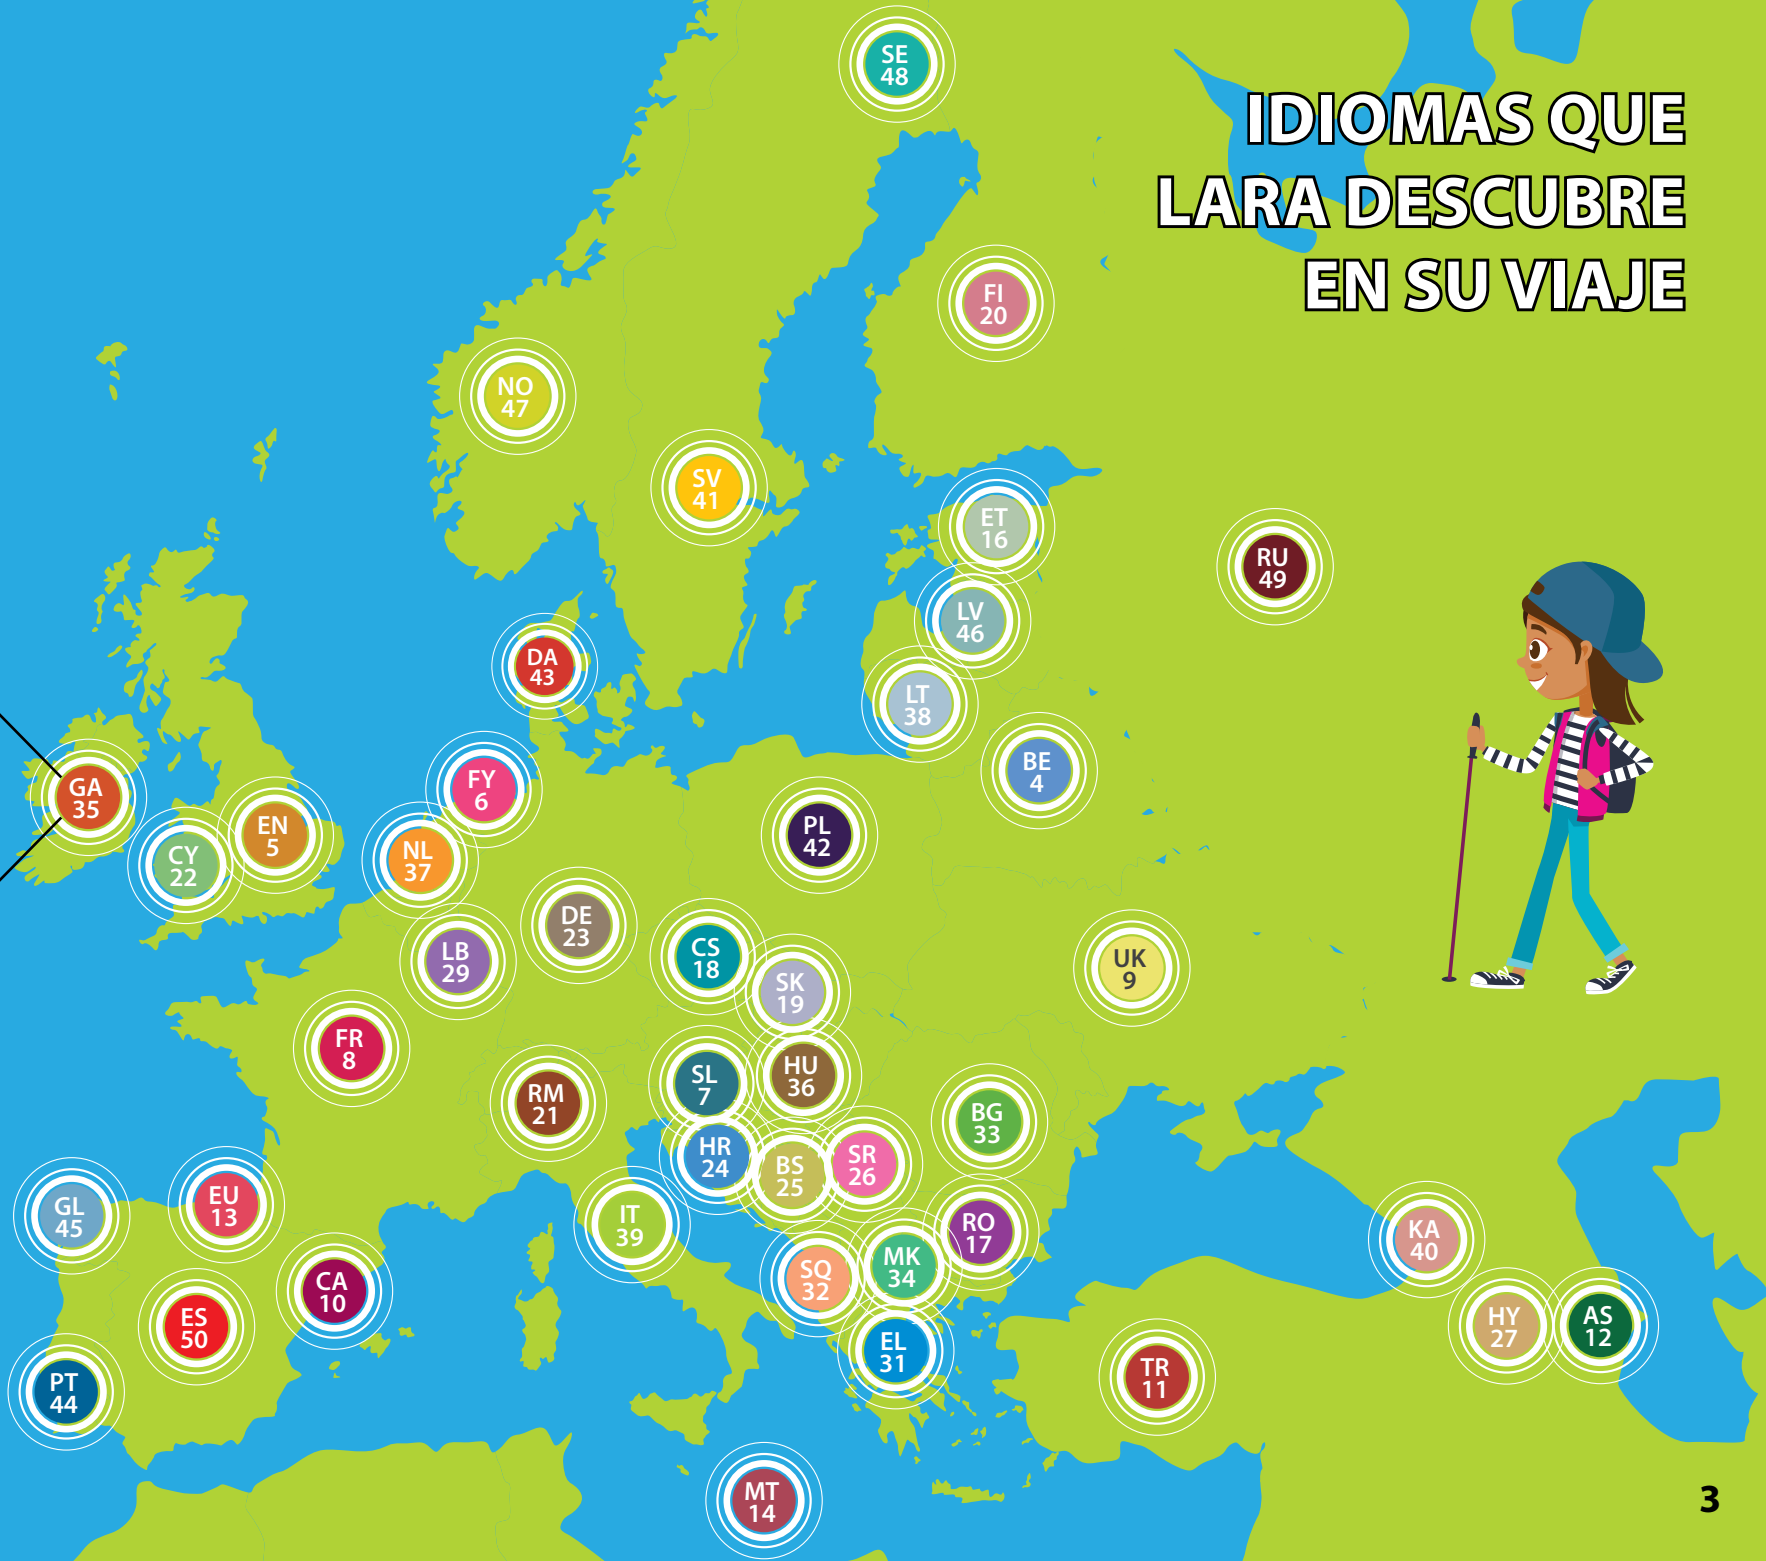 IDIOMAS QUE
LARA DESCUBRE
EN SU VIAJE
SE
48
FI
20
NO
47
SV
41
ET
16
RU
49
LV
46
DA
43
LT
38
BE
4
FY
6
GA
35
EN
5
PL
42
CY
22
NL
37
DE
23
CS
18
LB
29
UK
9
SK
19
FR
8
HU
36
SL
7
RM
21
BG
33
HR
24
SR
26
BS
25
EU
13
GL
45
IT
39
RO
17
KA
40
MK
34
SQ
32
CA
10
ES
50
HY
27
AS
12
EL
31
TR
11
PT
44
MT
14
3